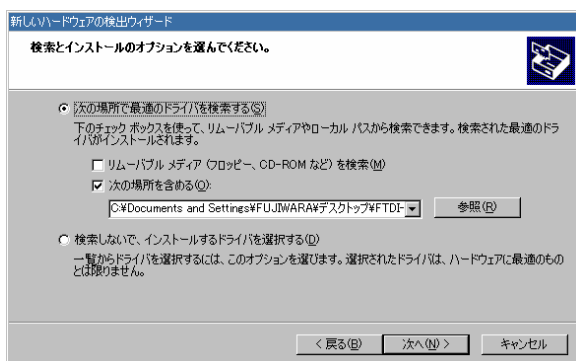 新しいハードウェアの検出ウィザード
検索とインストールのオプションを選んでください。
次の場所で最適のドライバを検索する(S)
下のチェック ボックスを使って、リムーバブル メディアやローカル パスから検索できます。検索された最適のドラ
イバがインストールされます。
リムーバブル メディア (フロッピー、CD-ROM など) を検索(M)
次の場所を含める(O):
C:¥Documents and Settings¥FUJIWARA¥デスクトップ¥FTDI-
参照(R)
検索しないで、インストールするドライバを選択する(D)
一覧からドライバを選択するには、このオプションを選びます。選択されたドライバは、ハードウェアに最適のもの
とは限りません。
< 戻る(B)
次へ(N) >
キャンセル